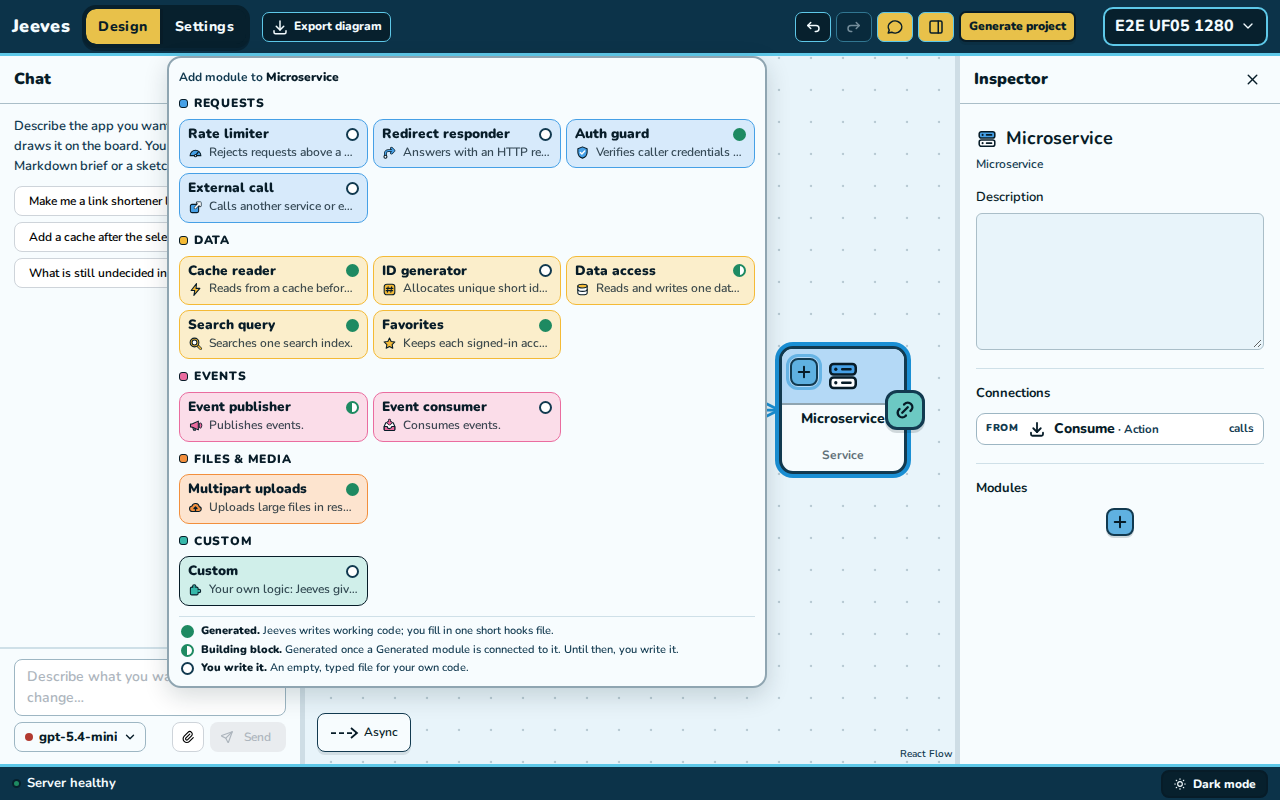 Jeeves
Design
Settings
Export diagram
Generate project
E2E UF05 1280
Chat
Describe the app you wan
draws it on the board. You
Markdown brief or a sketc
Make me a link shortener
Add a cache after the sele
What is still undecided in
Add module to Microservice
REQUESTS
Rate limiter
Rejects requests above a ...
Redirect responder
Answers with an HTTP re...
Auth guard
Verifies caller credentials ...
External call
Calls another service or e...
DATA
Cache reader
Reads from a cache befor...
ID generator
Allocates unique short id...
Data access
Reads and writes one dat...
Search query
Searches one search index.
Favorites
Keeps each signed-in acc...
EVENTS
Event publisher
Publishes events.
Event consumer
Consumes events.
FILES & MEDIA
Multipart uploads
Uploads large files in res...
CUSTOM
Custom
Your own logic: Jeeves giv...
Generated. Jeeves writes working code; you fill in one short hooks file.
Building block. Generated once a Generated module is connected to it. Until then, you write it.
You write it. An empty, typed file for your own code.
Microservice
Service
Inspector
Microservice
Microservice
Description
Connections
FROM Consume · Action calls
Modules
Describe what you wa
change...
gpt-5.4-mini
Send
Async
React Flow
Server healthy
Dark mode